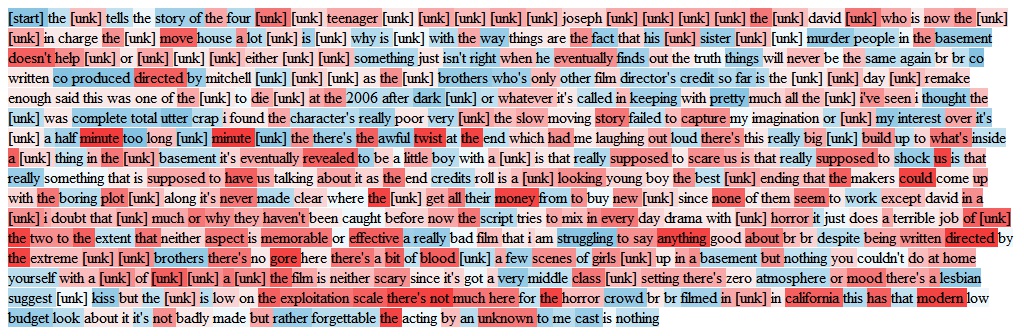 [start] the [unk] tells the story of the four [unk] [unk] teenager [unk] [unk] [unk] [unk] [unk] joseph [unk] [unk] [unk] [unk] the [unk] david [unk] who is now the [unk]
[unk] in charge the [unk] move house a lot [unk] is [unk] why is [unk] with the way things are the fact that his [unk] sister [unk] [unk] murder people in the basement
doesn't help [unk] or [unk] [unk] [unk] either [unk] [unk] something just isn't right when he eventually finds out the truth things will never be the same again br br co
written co produced directed by mitchell [unk] [unk] [unk] as the [unk] brothers who's only other film director's credit so far is the [unk] [unk] day [unk] remake
enough said this was one of the [unk] to die [unk] at the 2006 after dark [unk] or whatever it's called in keeping with pretty much all the [unk] i've seen i thought the
[unk] was complete total utter crap i found the character's really poor very [unk] the slow moving story failed to capture my imagination or [unk] my interest over it's
[unk] a half minute too long [unk] minute [unk] the there's the awful twist at the end which had me laughing out loud there's this really big [unk] build up to what's inside
a [unk] thing in the [unk] basement it's eventually revealed to be a little boy with a [unk] is that really supposed to scare us is that really supposed to shock us is that
really something that is supposed to have us talking about it as the end credits roll is a [unk] looking young boy the best [unk] ending that the makers could come up
with the boring plot [unk] along it's never made clear where the [unk] get all their money from to buy new [unk] since none of them seem to work except david in a
[unk] i doubt that [unk] much or why they haven't been caught before now the script tries to mix in every day drama with [unk] horror it just does a terrible job of [unk]
the two to the extent that neither aspect is memorable or effective a really bad film that i am struggling to say anything good about br br despite being written directed by
the extreme [unk] [unk] brothers there's no gore here there's a bit of blood [unk] a few scenes of girls [unk] up in a basement but nothing you couldn't do at home
yourself with a [unk] of [unk] [unk] a [unk] the film is neither scary since it's got a very middle class [unk] setting there's zero atmosphere or mood there's a lesbian
suggest [unk] kiss but the [unk] is low on the exploitation scale there's not much here for the horror crowd br br filmed in [unk] in california this has that modern low
budget look about it it's not badly made but rather forgettable the acting by an unknown to me cast is nothing